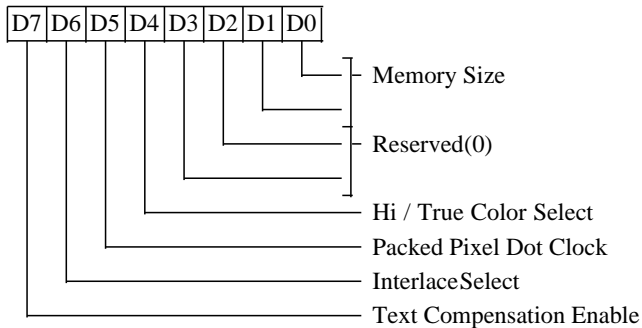 D7 D6 D5 D4 D3 D2 D1 D0
Memory Size
Reserved(0)
Hi / True Color Select
Packed Pixel Dot Clock
InterlaceSelect
Text Compensation Enable